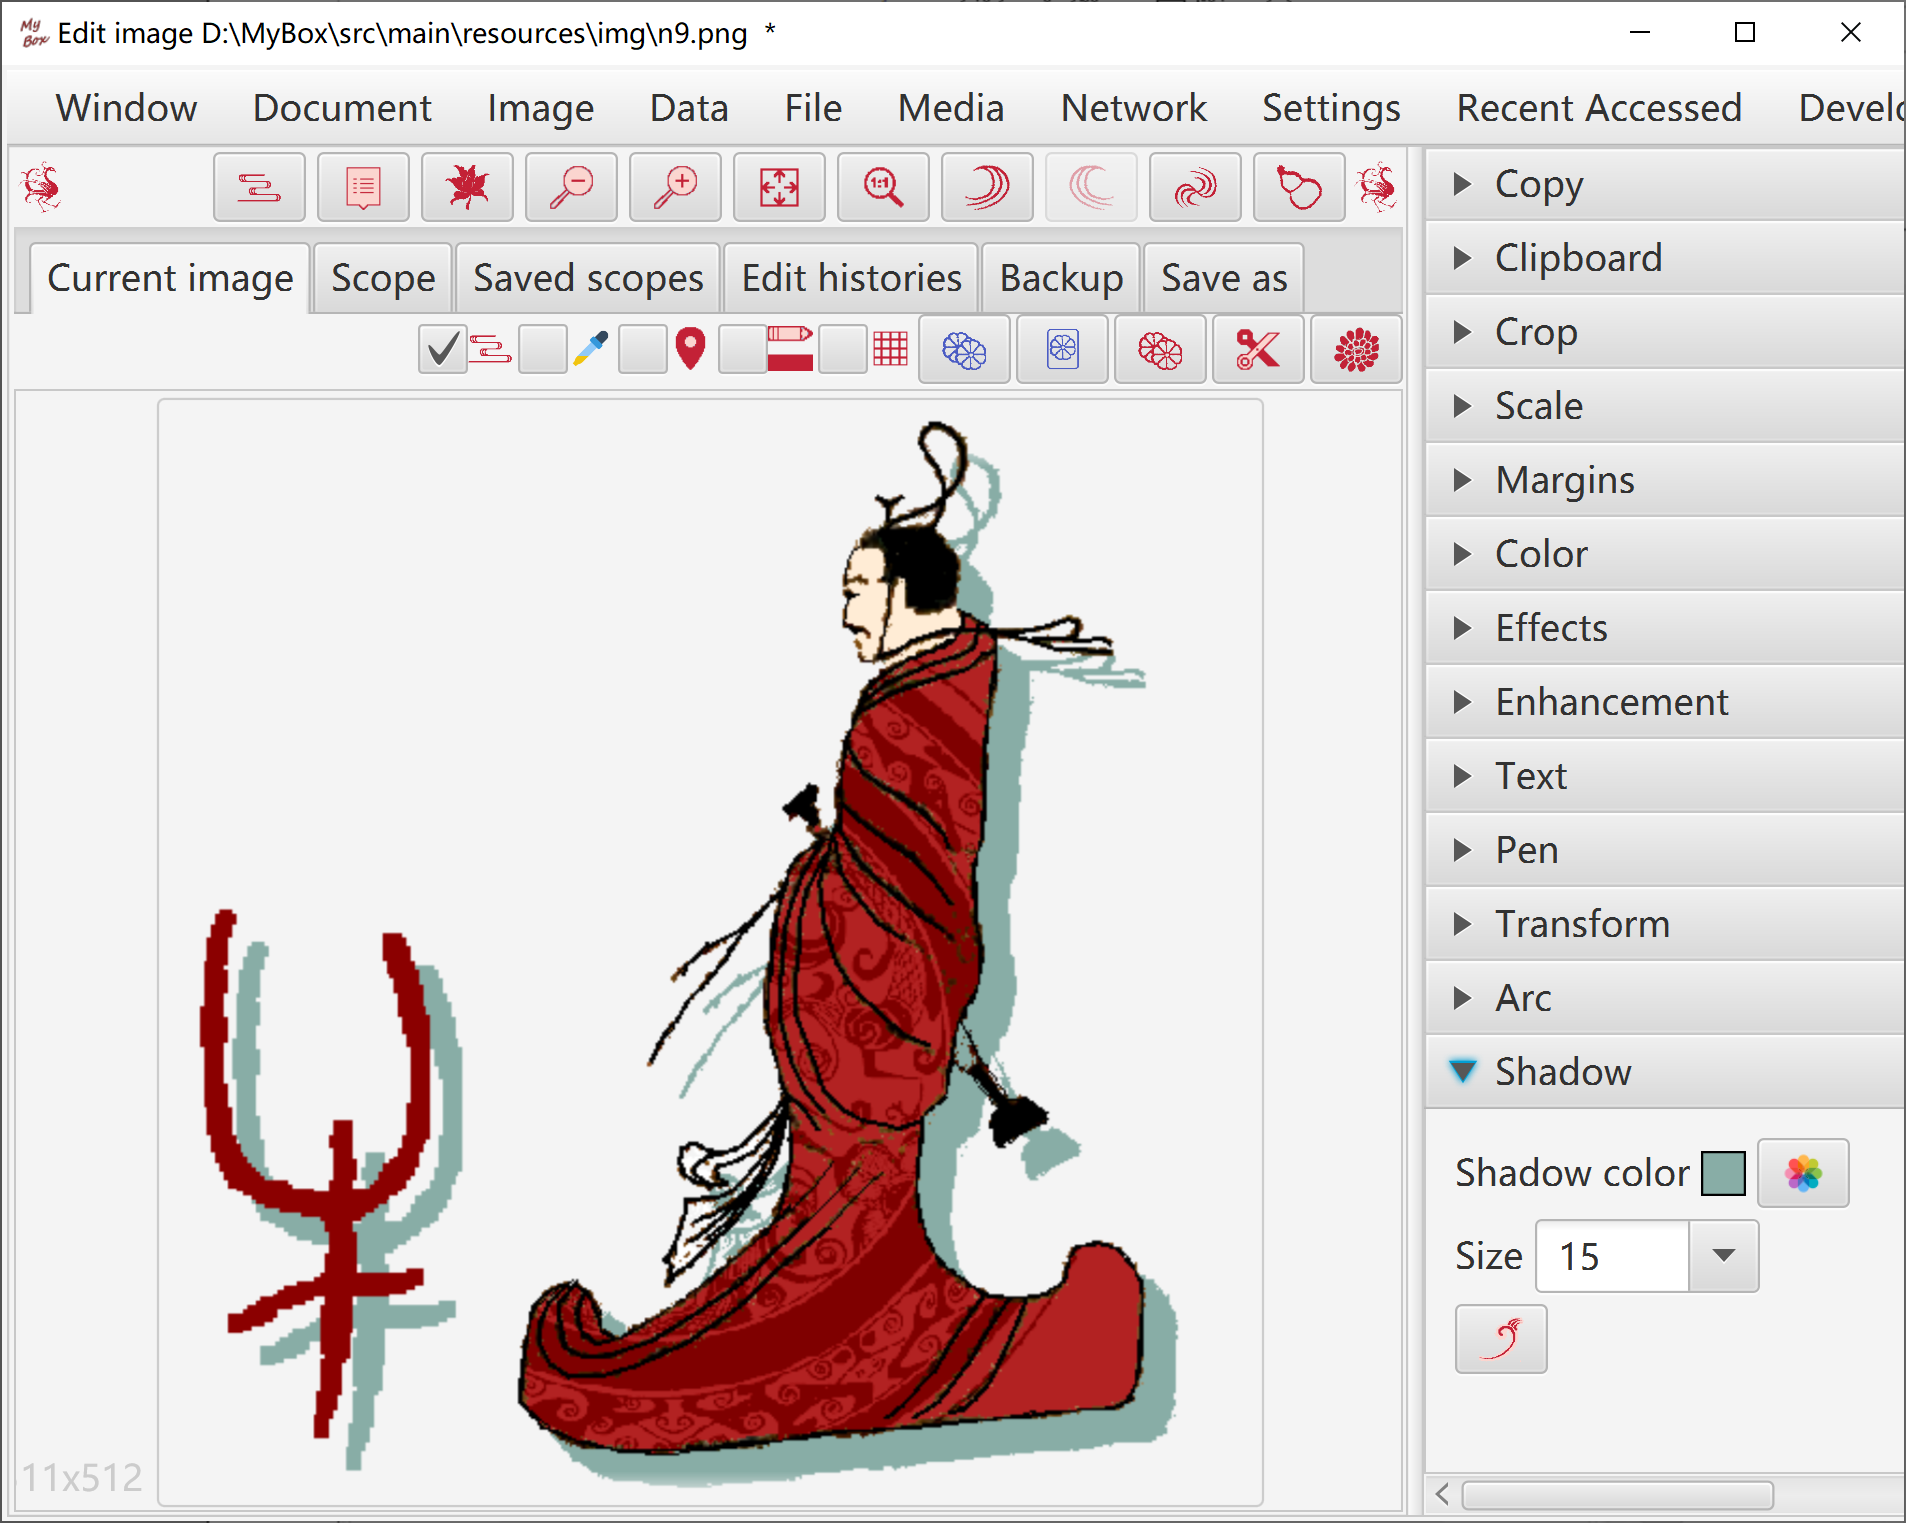 My Box Edit image D:\MyBox\src\main\resources\img\n9.png *
Window Document Image Data File Media Network Settings Recent Accessed Develo
1:1
Current image Scope Saved scopes Edit histories Backup Save as
Copy
Clipboard
Crop
Scale
Margins
Color
Effects
Enhancement
Text
Pen
Transform
Arc
Shadow
Shadow color
Size 15
11x512